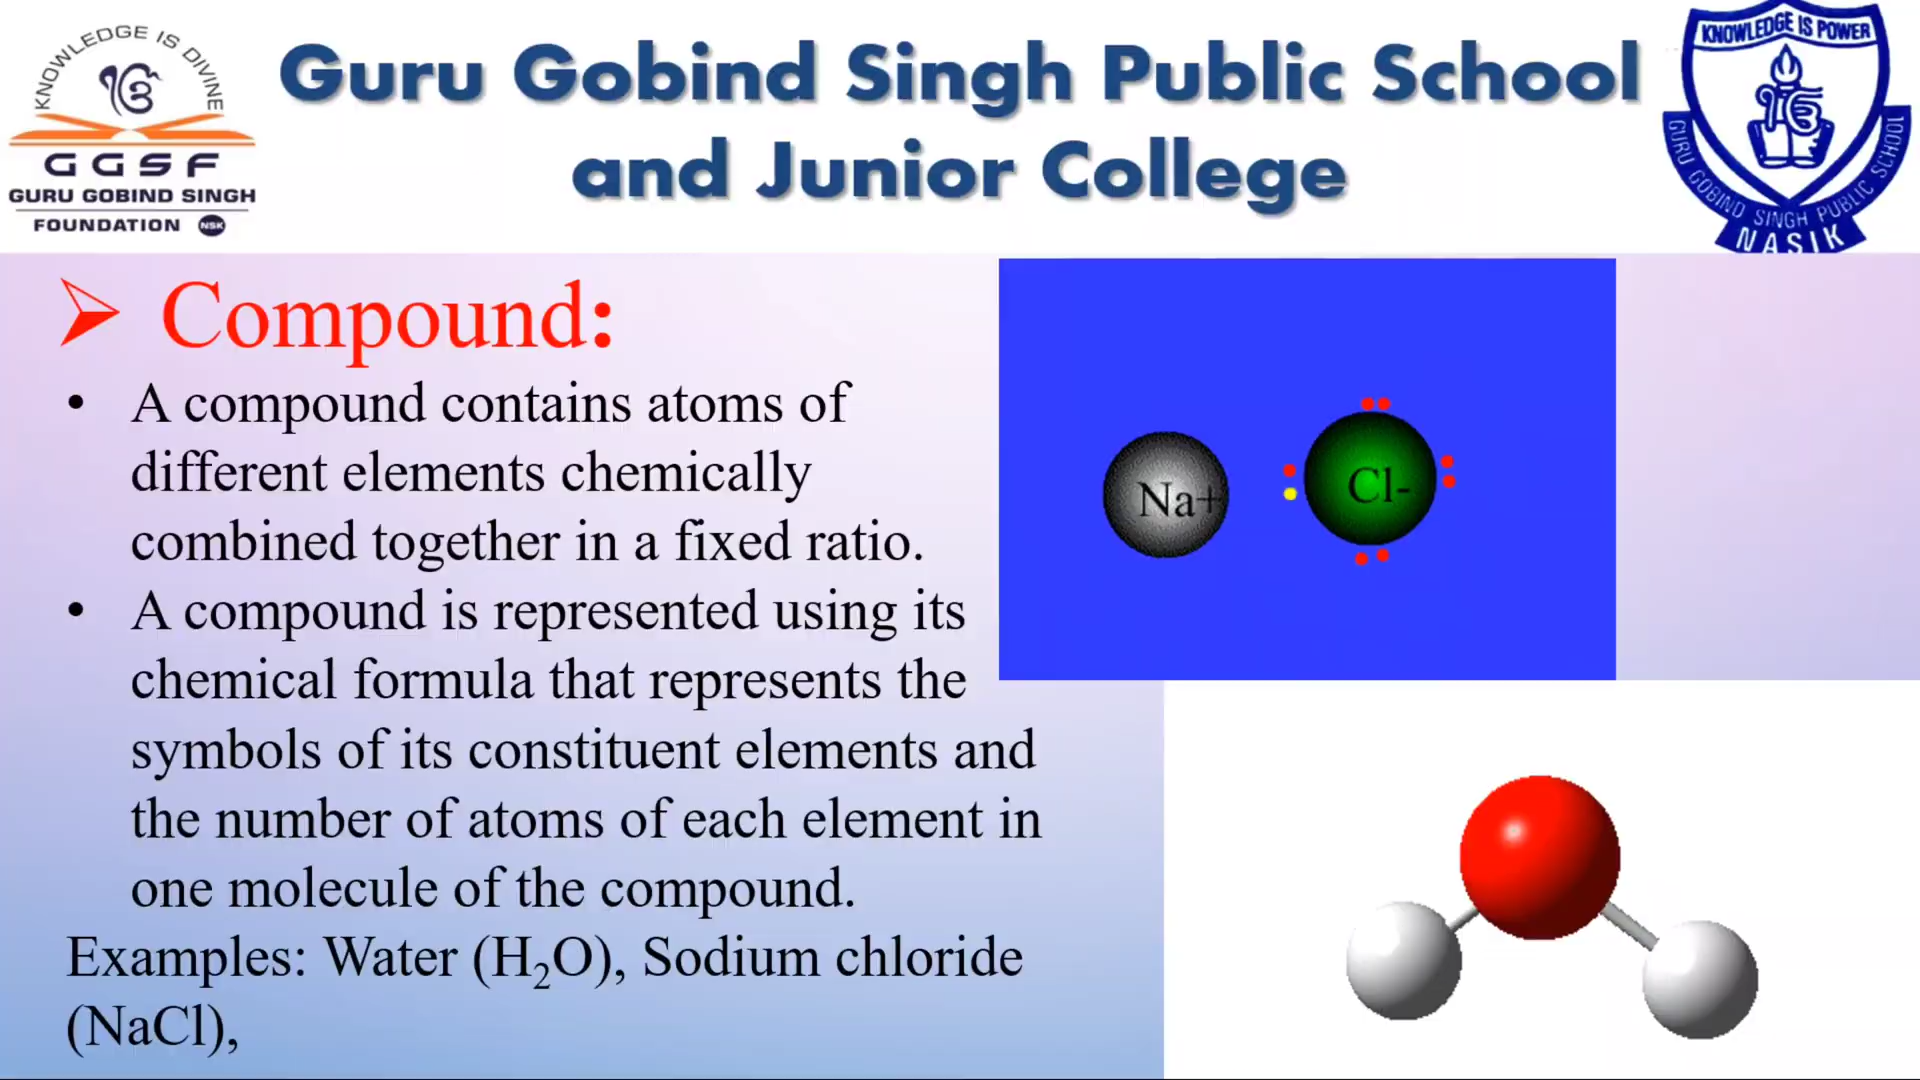 KNOWLEDGE IS DIVINE
GGSF
GURU GOBIND SINGH
FOUNDATION NSK
Guru Gobind Singh Public School
and Junior College
KNOWLEDGE IS POWER
GURU GOBIND SINGH PUBLIC SCHOOL
NASIK
➢ Compound:
• A compound contains atoms of
different elements chemically
combined together in a fixed ratio.
• A compound is represented using its
chemical formula that represents the
symbols of its constituent elements and
the number of atoms of each element in
one molecule of the compound.
Examples: Water (H₂O), Sodium chloride
(NaCl),
Na+
Cl-